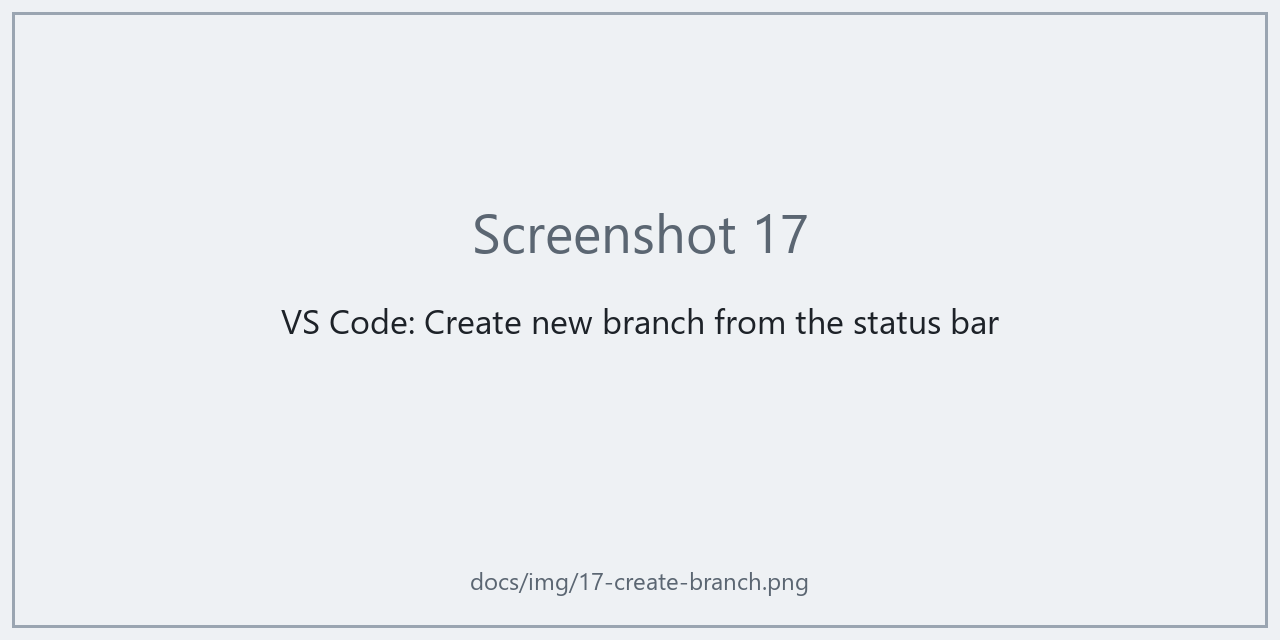 Screenshot 17
VS Code: Create new branch from the status bar
docs/img/17-create-branch.png